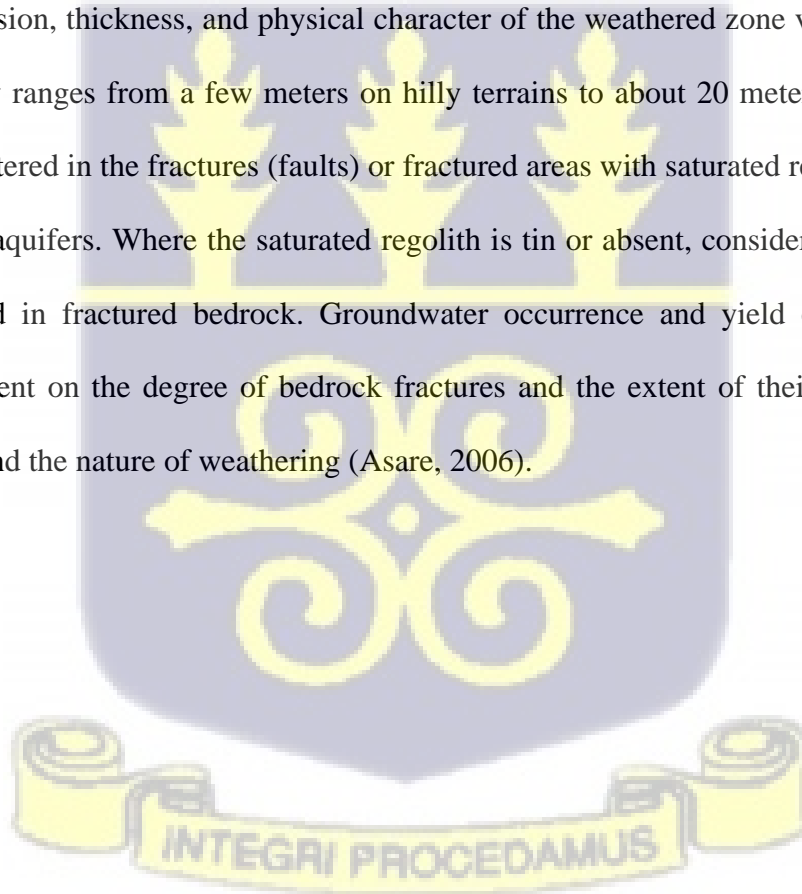 sion, thickness, and physical character of the weathered zone v
ranges from a few meters on hilly terrains to about 20 mete
tered in the fractures (faults) or fractured areas with saturated r
aquifers. Where the saturated regolith is tin or absent, consider
in fractured bedrock. Groundwater occurrence and yield
ent on the degree of bedrock fractures and the extent of thei
nd the nature of weathering (Asare, 2006).
INTEGRI PROCEDAMUS